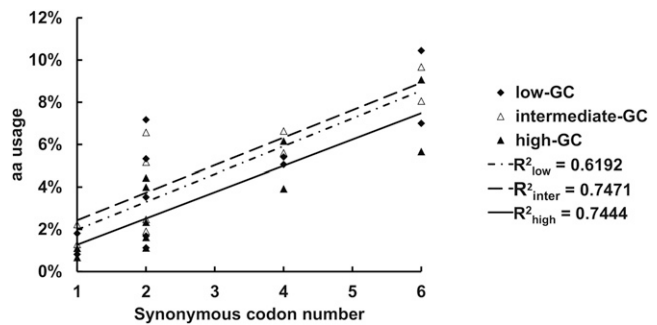 12%
10%
8%
6%
4%
2%
0%
aa usage
1
2
3
4
5
6
Synonymous codon number
low-GC
intermediate-GC
high-GC
R²low = 0.6192
R²inter = 0.7471
R²high = 0.7444